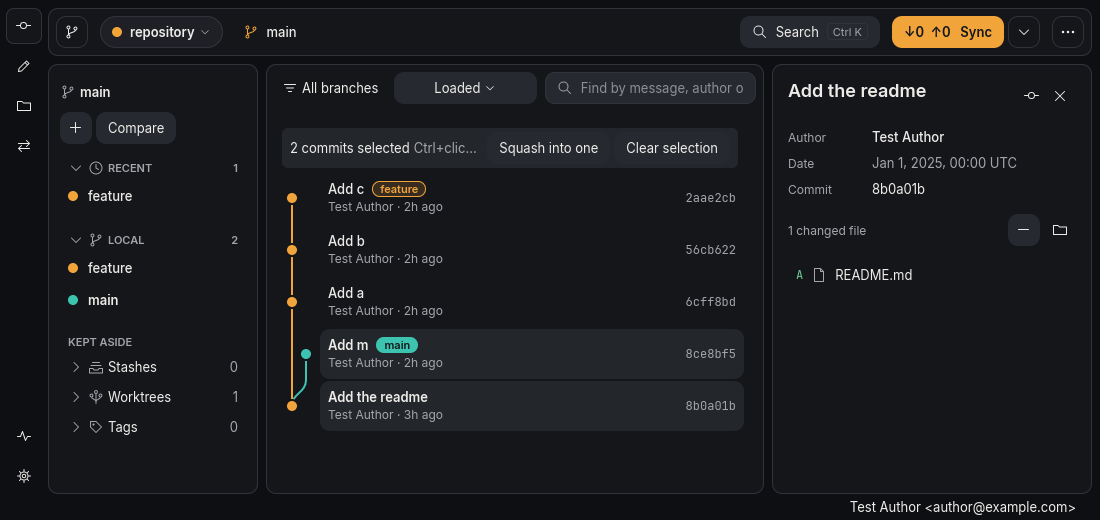 repository
main
Search Ctrl K
↓0 ↑0 Sync
main
Compare
RECENT 1
feature
LOCAL 2
feature
main
KEPT ASIDE
Stashes 0
Worktrees 1
Tags 0
All branches
Loaded
Find by message, author o
2 commits selected Ctrl+clic... Squash into one Clear selection
Add c feature
Test Author · 2h ago 2aae2cb
Add b
Test Author · 2h ago 56cb622
Add a
Test Author · 2h ago 6cff8bd
Add m main
Test Author · 2h ago 8ce8bf5
Add the readme
Test Author · 3h ago 8b0a01b
Add the readme
Author Test Author
Date Jan 1, 2025, 00:00 UTC
Commit 8b0a01b
1 changed file
A README.md
Test Author <author@example.com>